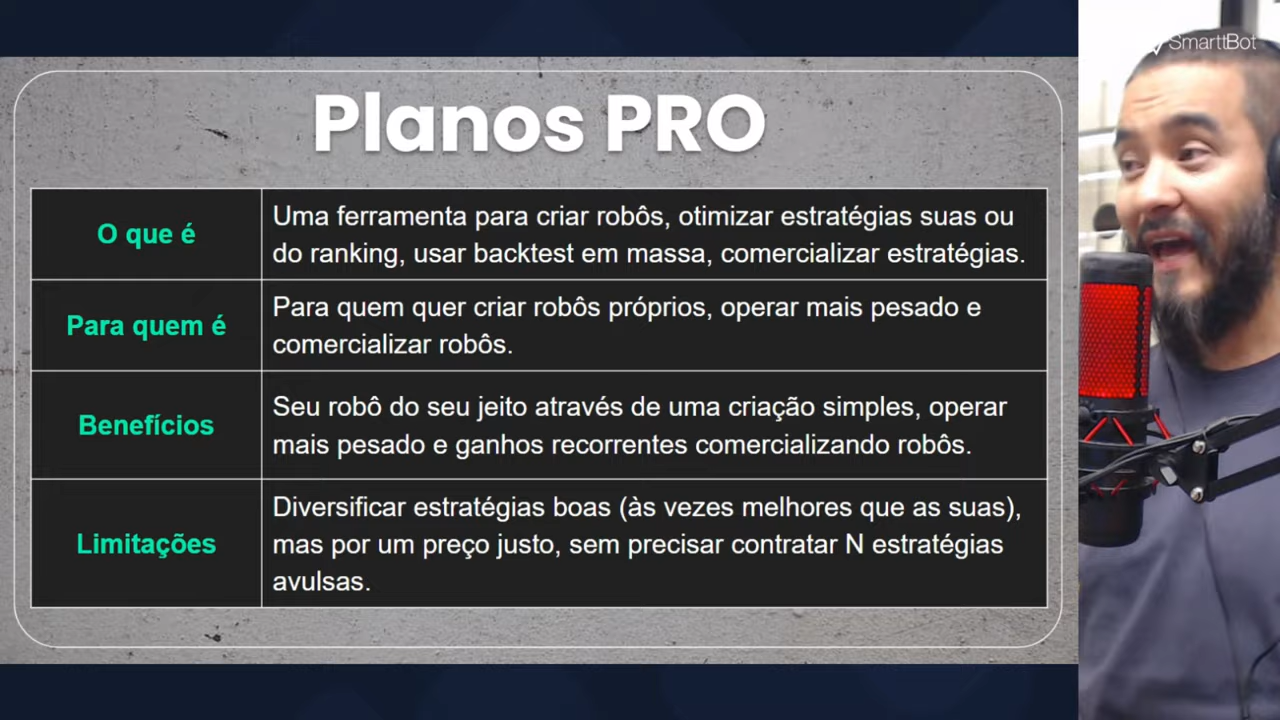 SmarttBot
Planos PRO
O que é
Uma ferramenta para criar robôs, otimizar estratégias suas ou
do ranking, usar backtest em massa, comercializar estratégias.
Para quem é
Para quem quer criar robôs próprios, operar mais pesado e
comercializar robôs.
Benefícios
Seu robô do seu jeito através de uma criação simples, operar
mais pesado e ganhos recorrentes comercializando robôs.
Limitações
Diversificar estratégias boas (às vezes melhores que as suas),
mas por um preço justo, sem precisar contratar N estratégias
avulsas.